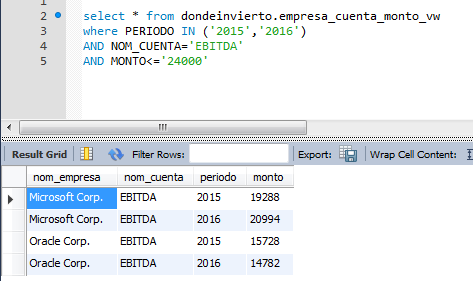 1
2 select * from dondeinvierto.empresa_cuenta_monto_vw
3 where PERIODO IN ('2015','2016')
4 AND NOM_CUENTA='EBITDA'
5 AND MONTO<='24000'
Result Grid Filter Rows: Export: Wrap Cell Content:
nom_empresa nom_cuenta periodo monto
Microsoft Corp. EBITDA 2015 19288
Microsoft Corp. EBITDA 2016 20994
Oracle Corp. EBITDA 2015 15728
Oracle Corp. EBITDA 2016 14782